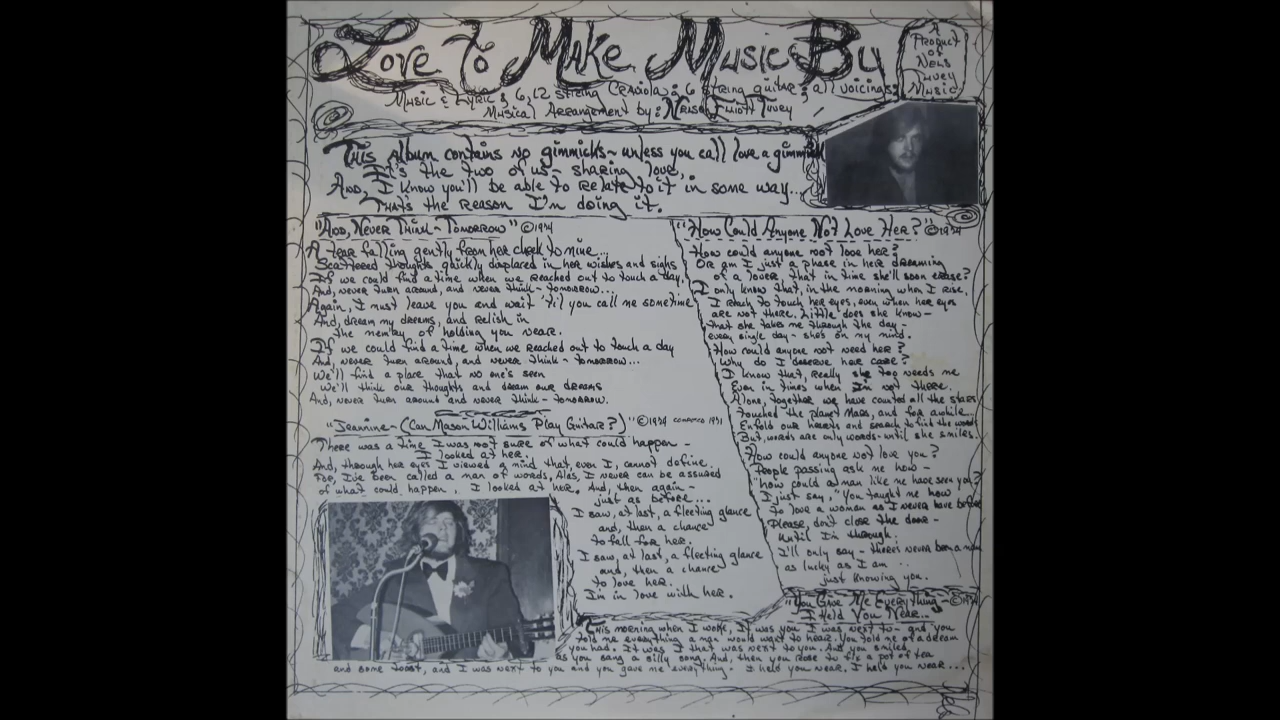 Love To Make Music By
A
Product
of
Nels
Tuvey
Music
Music & Lyric & 6, 12 string Craviola; 6 string guitar; all voicings;
Musical Arrangement by: Elliott Tuvey
This album contains no gimmicks~ unless you call love a gimmick
It's the two of us~ sharing love,
And, I know you'll be able to relate to it in some way...
That's the reason I'm doing it.
"And, Never Think~Tomorrow" ©1974
A tear falling gently from her cheek to mine...
Scattered thoughts quickly displaced in her wishes and sighs
If we could find a time when we reached out to touch a day,
And, never turn around, and never think~ tomorrow...
Again, I must leave you and wait 'til you call me sometime
And, dream my dreams, and relish in
the memory of holding you near.
If we could find a time when we reached out to touch a day
And, never turn around, and never think~ tomorrow...
We'll find a place that no one's seen
We'll think our thoughts and dream our dreams
And, never turn around and never think~ tomorrow.
"Jeannine~(Can Mason Williams Play Guitar?)" ©1974 composed 1971
There was a time I was not sure of what could happen -
I looked at her.
And, through her eyes I viewed a mind that, even I, cannot define.
For, I've been called a man of words, Alas, I never can be assured
of what could happen, I looked at her. And, then again -
just as before...
I saw, at last, a fleeting glance
and, then a chance
to fall for her.
I saw, at last, a fleeting glance
and, then a chance
to love her.
I'm in love with her.
"How Could Anyone Not Love Her?" ©1974
How could anyone not love her?
Or am I just a phase in her dreaming
of a lover that in time she'll soon erase?
I only know that, in the morning when I rise,
I reach to touch her eyes, even when her eyes
are not there. Little does she know~
that she takes me through the day~
every single day~ she's on my mind.
How could anyone not need her?
Why do I deserve her care?
I know that, really she too needs me
Even in times when I'm not there.
Alone, together we have counted all the stars
touched the planet Mars, and for awhile...
Enfold our hearts and search to find the words
But, words are only words~ until she smiles.
How could anyone not love you?
People passing ask me how~
"how could a man like me have seen you?"
I just say, "You taught me how
to love a woman as I never have before
Please, don't close the door~
until I'm through.
I'll only say~ there's never been a man
as lucky as I am...
just knowing you.
"You Give Me Everything~ ©1974
I Held You Near...
This morning when I woke, it was you I was next to~ and you
told me everything a man would want to hear. You told me of a dream
you had. It was I that was next to you. And you smiled,
as you sang a silly song. And, then you rose to fix a pot of tea
and some toast, and I was next to you and you gave me everything~ I held you near. I held you near...